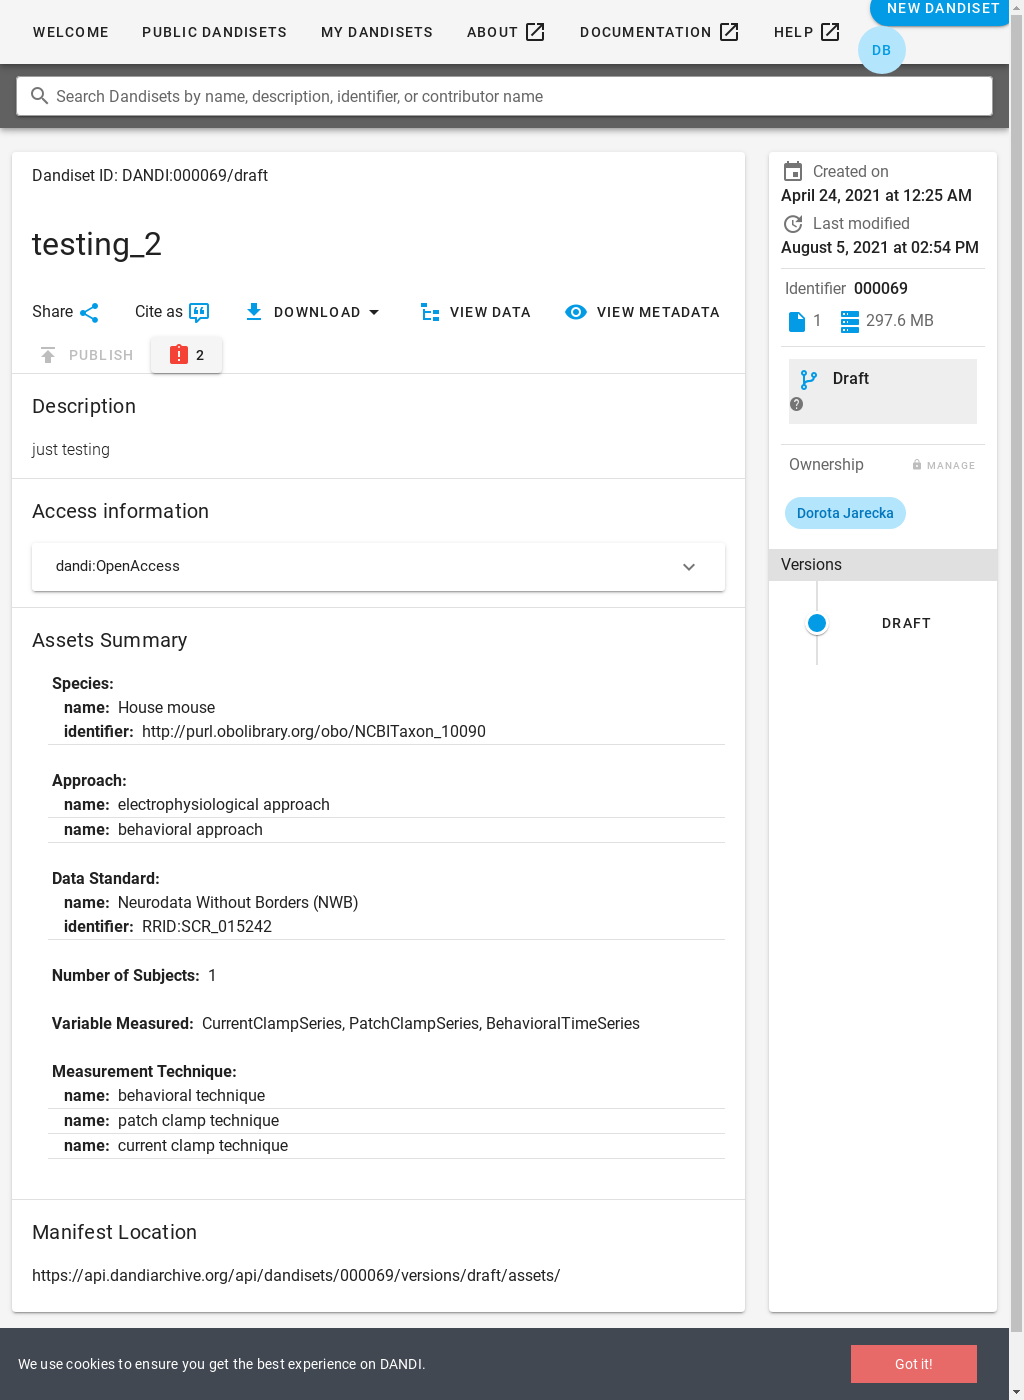 WELCOME PUBLIC DANDISETS MY DANDISETS ABOUT DOCUMENTATION HELP NEW DANDISET
DB
Search Dandisets by name, description, identifier, or contributor name
Dandiset ID: DANDI:000069/draft
testing_2
Share Cite as DOWNLOAD VIEW DATA VIEW METADATA
PUBLISH 2
Description
just testing
Access information
dandi:OpenAccess
Assets Summary
Species:
name: House mouse
identifier: http://purl.obolibrary.org/obo/NCBITaxon_10090
Approach:
name: electrophysiological approach
name: behavioral approach
Data Standard:
name: Neurodata Without Borders (NWB)
identifier: RRID:SCR_015242
Number of Subjects: 1
Variable Measured: CurrentClampSeries, PatchClampSeries, BehavioralTimeSeries
Measurement Technique:
name: behavioral technique
name: patch clamp technique
name: current clamp technique
Manifest Location
https://api.dandiarchive.org/api/dandisets/000069/versions/draft/assets/
Created on
April 24, 2021 at 12:25 AM
Last modified
August 5, 2021 at 02:54 PM
Identifier 000069
1 297.6 MB
Draft
Ownership MANAGE
Dorota Jarecka
Versions
DRAFT
We use cookies to ensure you get the best experience on DANDI.
Got it!